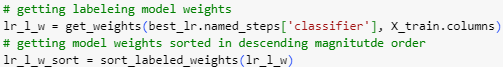 # getting labeleing model weights
lr_l_w = get_weights(best_lr.named_steps['classifier'], X_train.columns)
# getting model weights sorted in descending magnitutde order
lr_l_w_sort = sort_labeled_weights(lr_l_w)